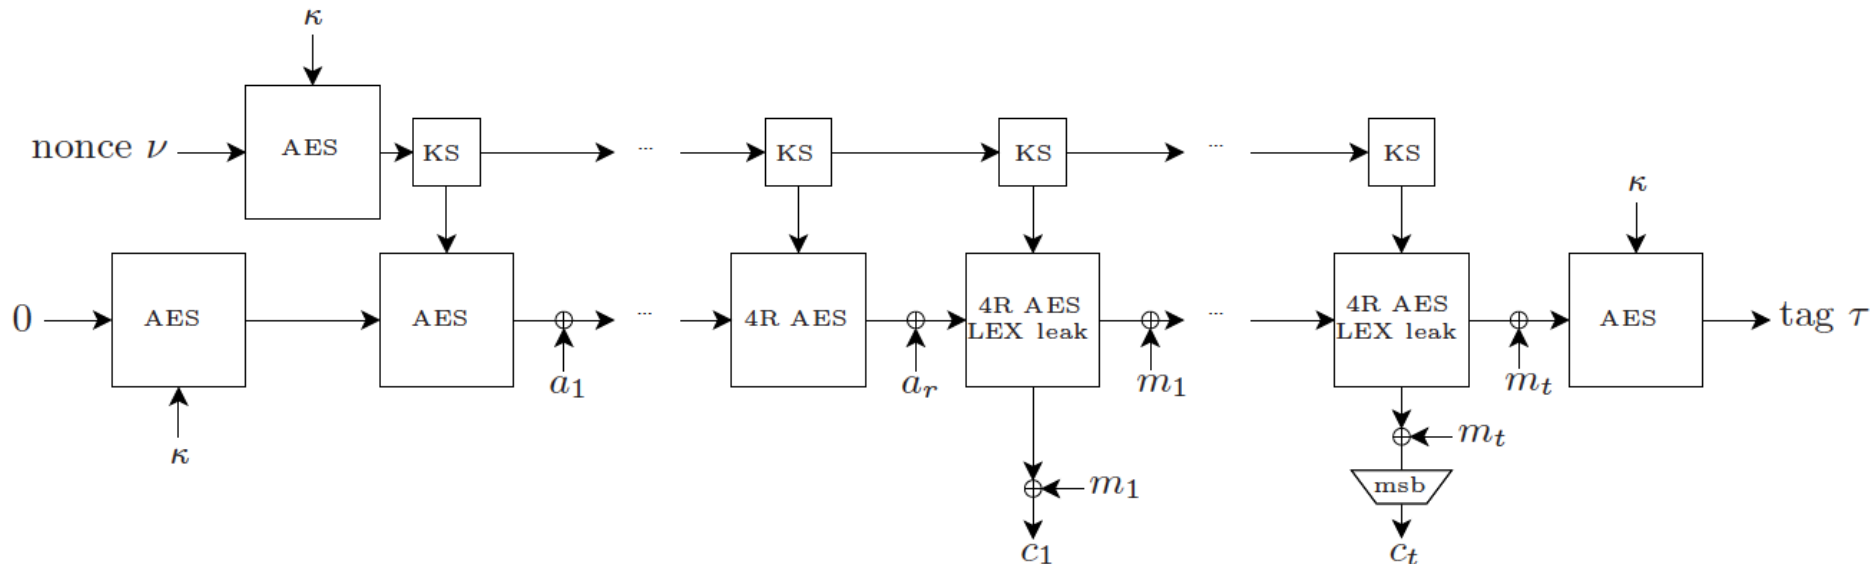 κ
nonce ν
AES
KS
...
KS
KS
...
KS
κ
0
AES
AES
...
4R AES
4R AES
LEX leak
...
4R AES
LEX leak
AES
tag τ
a1
ar
m1
mt
κ
mt
m1
msb
c1
ct